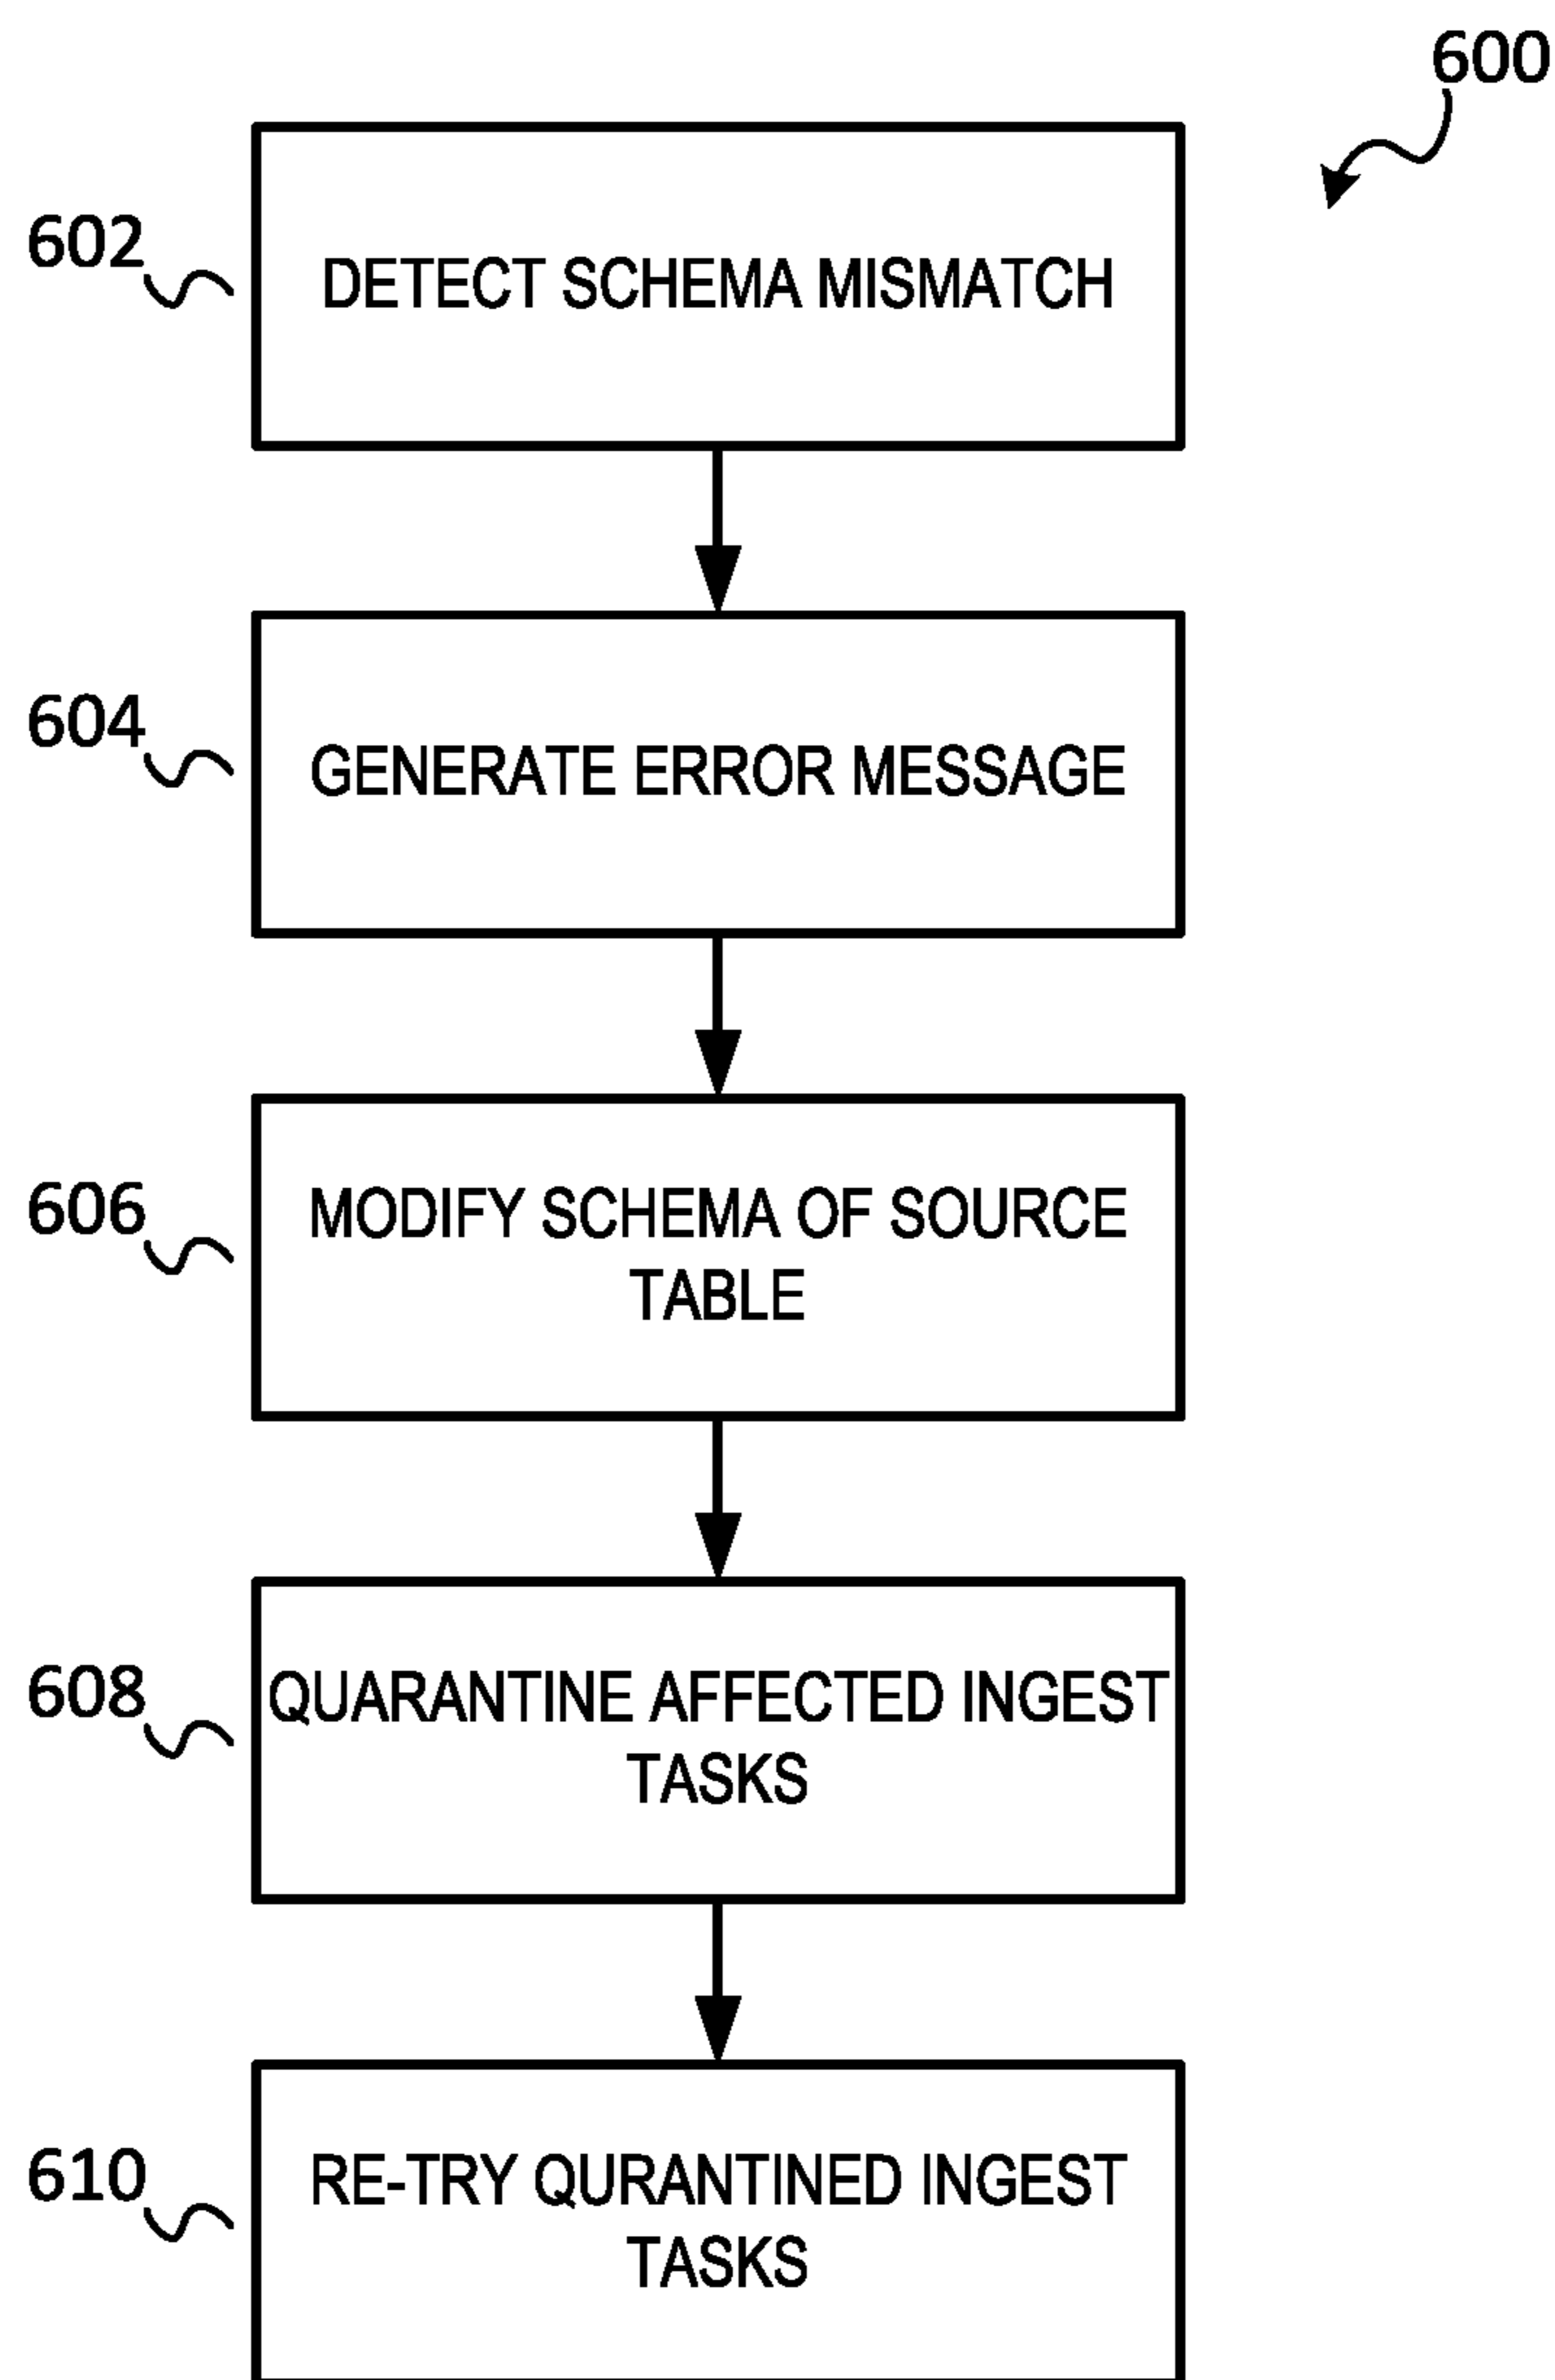 600
602
DETECT SCHEMA MISMATCH
604
GENERATE ERROR MESSAGE
606
MODIFY SCHEMA OF SOURCE
TABLE
608
QUARANTINE AFFECTED INGEST
TASKS
610
RE-TRY QURANTINED INGEST
TASKS